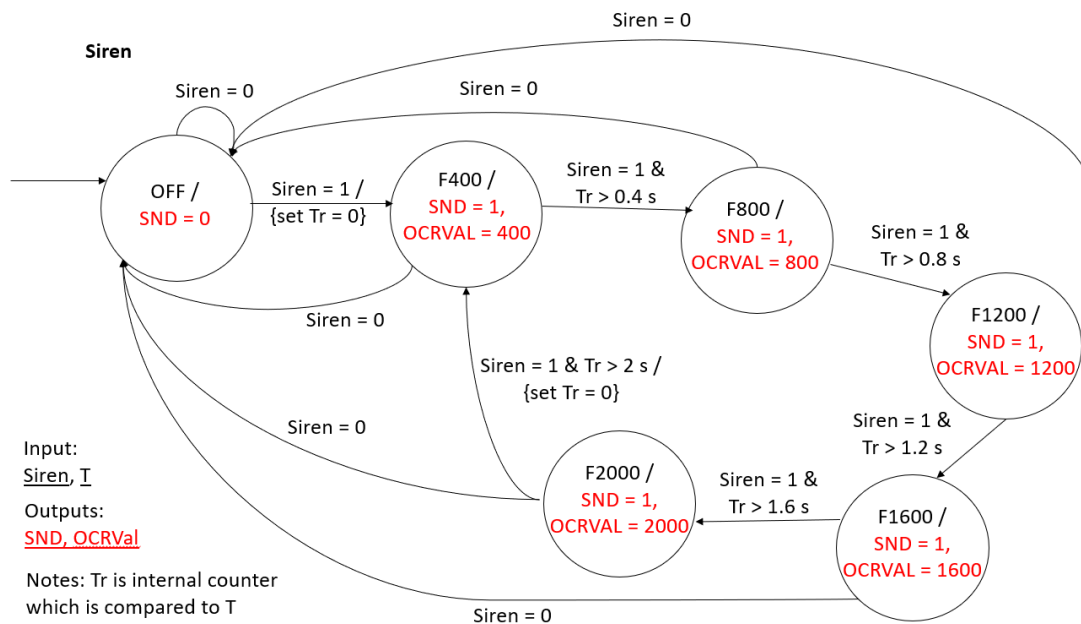 Siren = 0
Siren
Siren = 0
Siren = 0
OFF /
SND = 0
Siren = 1 /
{set Tr = 0}
F400 /
SND = 1,
OCRVAL = 400
Siren = 1 &
Tr > 0.4 s
F800 /
SND = 1,
OCRVAL = 800
Siren = 1 &
Tr > 0.8 s
F1200 /
SND = 1,
OCRVAL = 1200
Siren = 0
Siren = 1 & Tr > 2 s /
{set Tr = 0}
Siren = 1 &
Tr > 1.2 s
Siren = 0
F2000 /
SND = 1,
OCRVAL = 2000
Siren = 1 &
Tr > 1.6 s
F1600 /
SND = 1,
OCRVAL = 1600
Siren = 0
Input:
Siren, T
Outputs:
SND, OCRVal
Notes: Tr is internal counter
which is compared to T